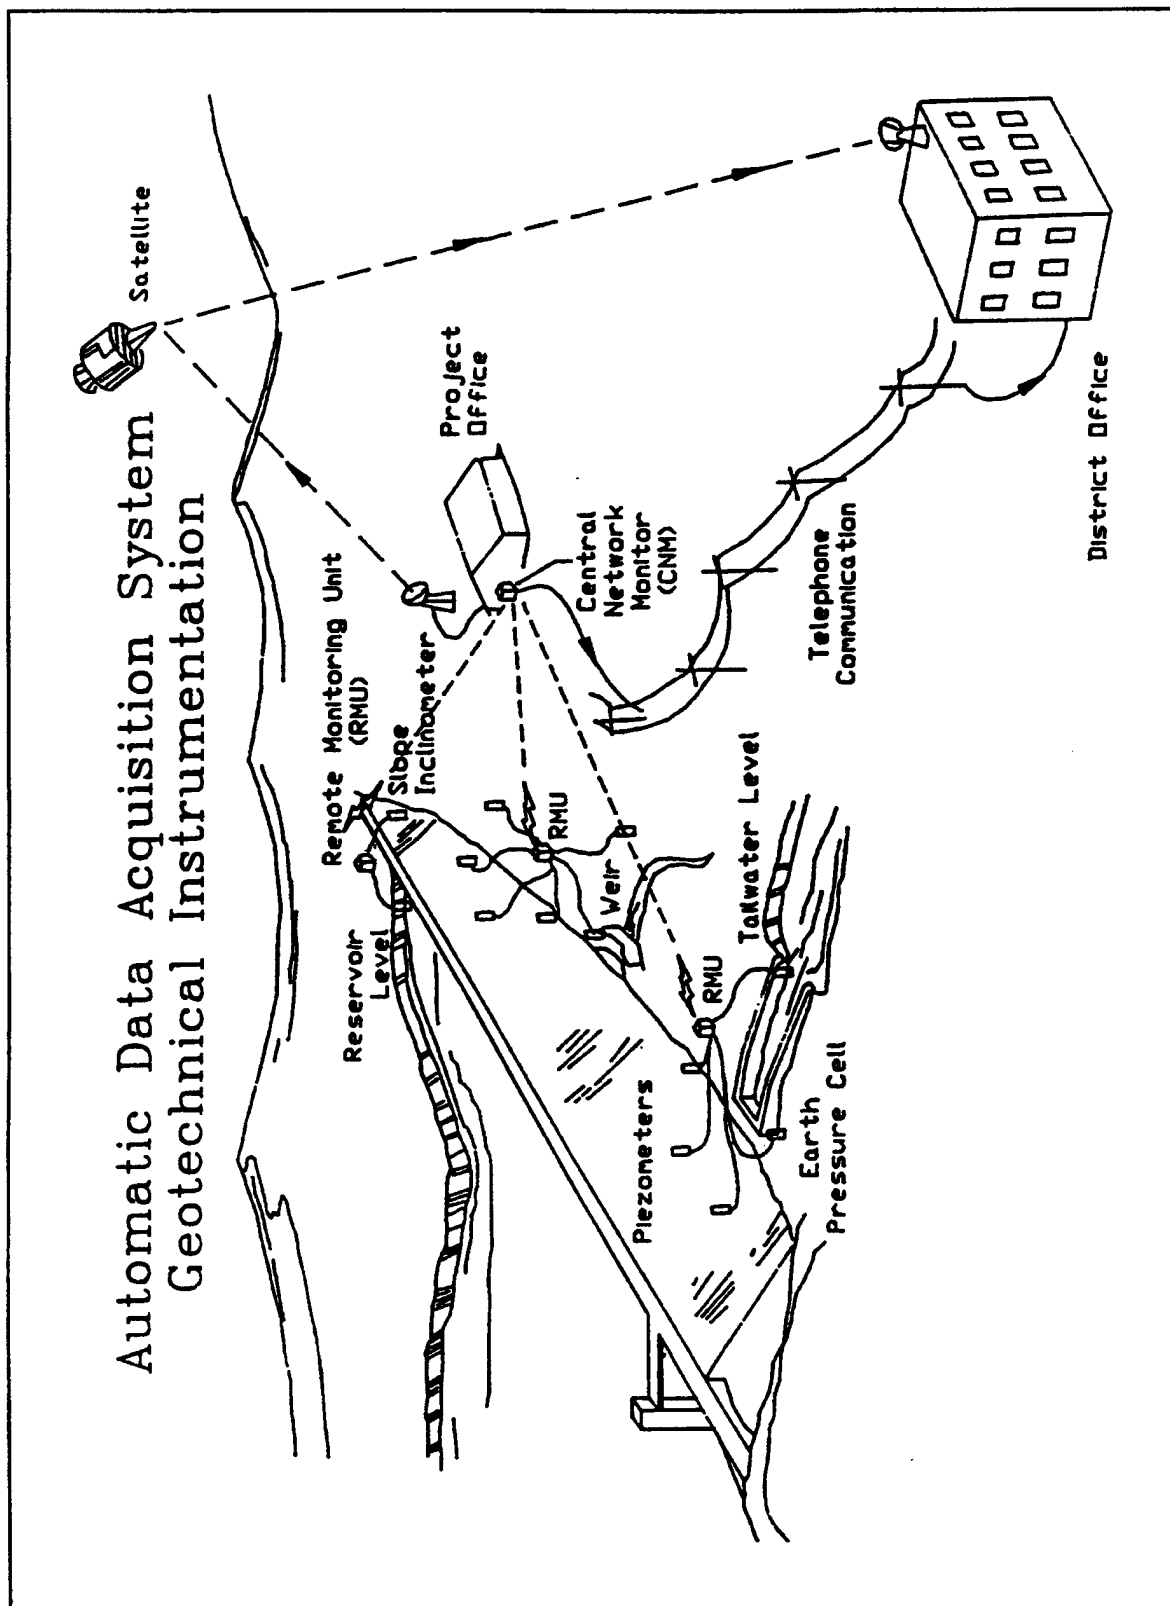 Automatic Data Acquisition System
Geotechnical Instrumentation
Satellite
Remote Monitoring Unit
(RMU)
Slope
Inclinometer
Project
Office
Reservoir
Level
RMU
Central
Network
Monitor
(CNM)
Weir
Piezometers
RMU
Tailwater Level
Telephone
Communication
Earth
Pressure Cell
District Office